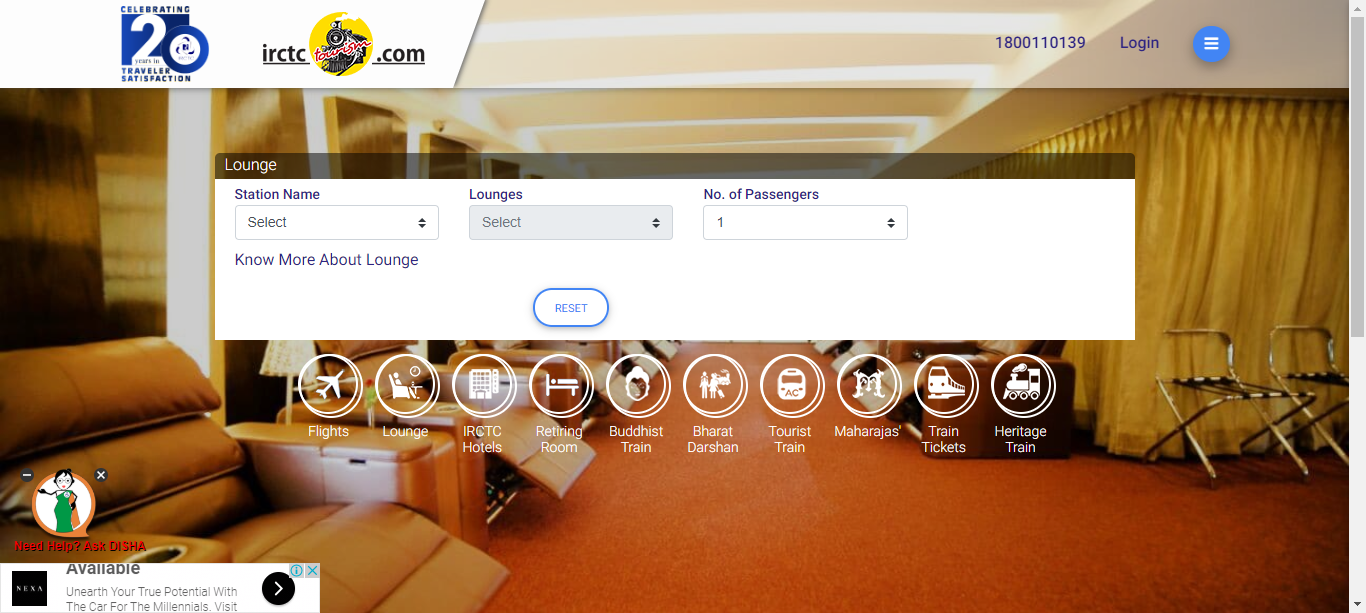 CELEBRATING
20
years in
TRAVELER
SATISFACTION
irctc tourism .com
1800110139
Login
Lounge
Station Name
Lounges
No. of Passengers
Select
Select
1
Know More About Lounge
RESET
AC
Flights
Lounge
IRCTC
Hotels
Retiring
Room
Buddhist
Train
Bharat
Darshan
Tourist
Train
Maharajas'
Train
Tickets
Heritage
Train
Need Help? Ask DISHA
NEXA
Available
Unearth Your True Potential With
The Car For The Millennials. Visit